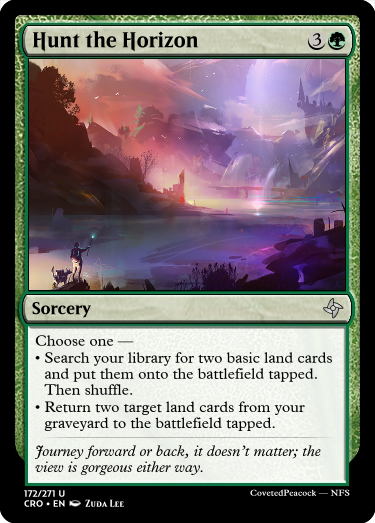 Hunt the Horizon 3
Sorcery
Choose one —
• Search your library for two basic land cards
and put them onto the battlefield tapped.
Then shuffle.
• Return two target land cards from your
graveyard to the battlefield tapped.
Journey forward or back, it doesn't matter; the
view is gorgeous either way.
172/271 U
CRO • EN Zuda Lee
CovetedPeacock — NFS